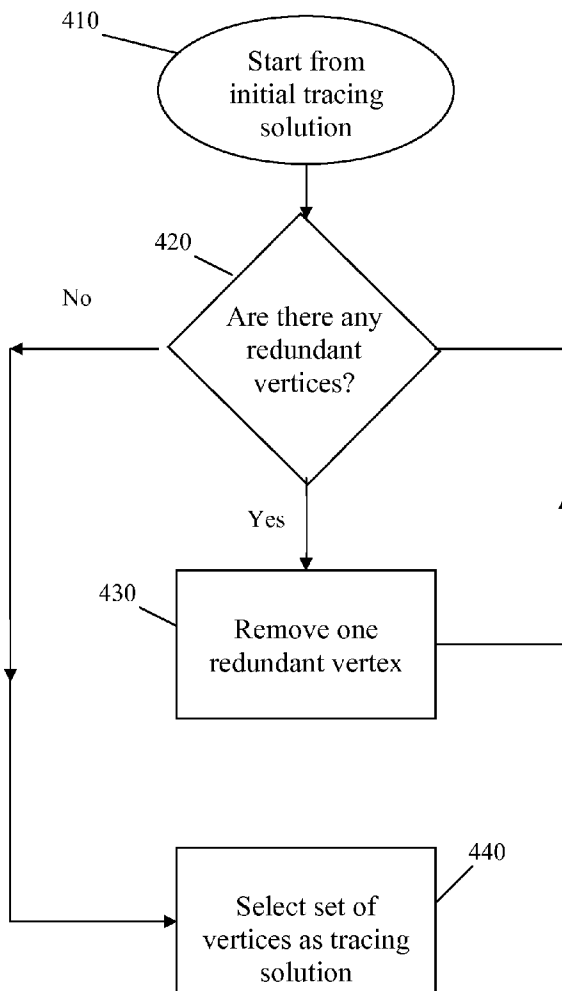 410
Start from
initial tracing
solution
420
No
Are there any
redundant
vertices?
Yes
430
Remove one
redundant vertex
440
Select set of
vertices as tracing
solution